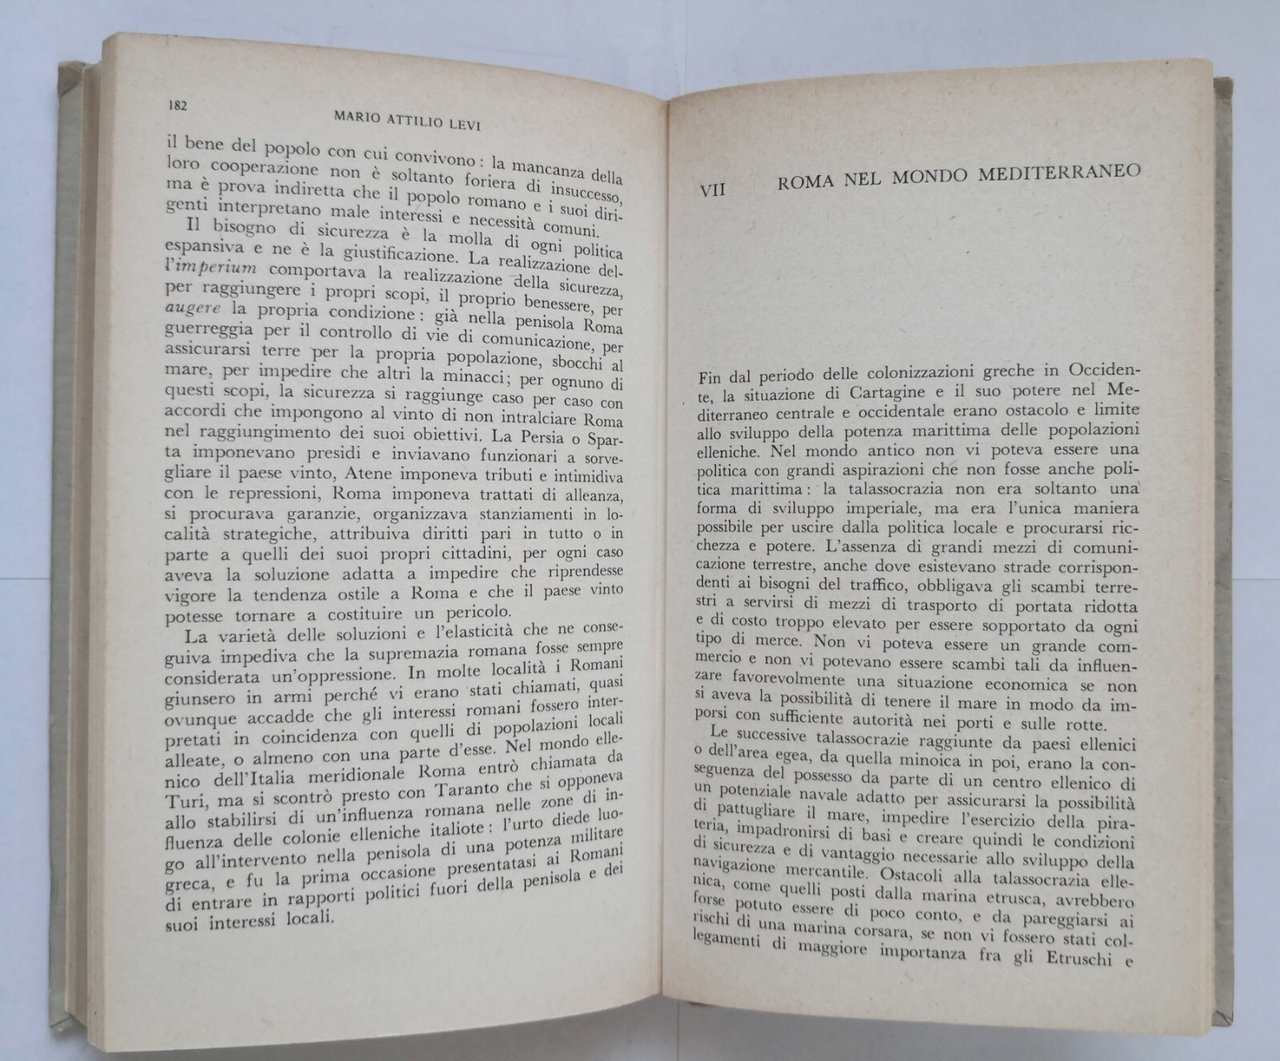 182
MARIO ATTILIO LEVI
il bene del popolo con cui convivono : la mancanza della
loro cooperazione non è soltanto foriera di insuccesso,
ma è prova indiretta che il popolo romano e i suoi diri-
genti interpretano male interessi e necessità comuni.
Il bisogno di sicurezza è la molla di ogni politica
espansiva e ne è la giustificazione. La realizzazione del-
l'imperium comportava la realizzazione della sicurezza,
per raggiungere i propri scopi, il proprio benessere, per
augere la propria condizione : già nella penisola Roma
guerreggia per il controllo di vie di comunicazione, per
assicurarsi terre per la propria popolazione, sbocchi al
mare, per impedire che altri la minacci ; per ognuno di
questi scopi, la sicurezza si raggiunge caso per caso con
accordi che impongono al vinto di non intralciare Roma
nel raggiungimento dei suoi obiettivi. La Persia o Spar-
ta imponevano presidi e inviavano funzionari a sorve-
gliare il paese vinto, Atene imponeva tributi e intimidiva
con le repressioni, Roma imponeva trattati di alleanza,
si procurava garanzie, organizzava stanziamenti in lo-
calità strategiche, attribuiva diritti pari in tutto o in
parte a quelli dei suoi propri cittadini, per ogni caso
aveva la soluzione adatta a impedire che riprendesse
vigore la tendenza ostile a Roma e che il paese vinto
potesse tornare a costituire un pericolo.
La varietà delle soluzioni e l'elasticità che ne conse-
guiva impediva che la supremazia romana fosse sempre
considerata un'oppressione. In molte località i Romani
giunsero in armi perché vi erano stati chiamati, quasi
ovunque accadde che gli interessi romani fossero inter-
pretati in coincidenza con quelli di popolazioni locali
alleate, o almeno con una parte d'esse. Nel mondo elle-
nico dell'Italia meridionale Roma entrò chiamata da
Turi, ma si scontrò presto con Taranto che si opponeva
allo stabilirsi di un'influenza romana nelle zone di in-
fluenza delle colonie elleniche italiote : l'urto diede luo-
go all'intervento nella penisola di una potenza militare
greca, e fu la prima occasione presentatasi ai Romani
di entrare in rapporti politici fuori della penisola e dei
suoi interessi locali.
VII ROMA NEL MONDO MEDITERRANEO
Fin dal periodo delle colonizzazioni greche in Occiden-
te, la situazione di Cartagine e il suo potere nel Me-
diterraneo centrale e occidentale erano ostacolo e limite
allo sviluppo della potenza marittima delle popolazioni
elleniche. Nel mondo antico non vi poteva essere una
politica con grandi aspirazioni che non fosse anche poli-
tica marittima : la talassocrazia non era soltanto una
forma di sviluppo imperiale, ma era l'unica maniera
possibile per uscire dalla politica locale e procurarsi ric-
chezza e potere. L'assenza di grandi mezzi di comuni-
cazione terrestre, anche dove esistevano strade corrispon-
denti ai bisogni del traffico, obbligava gli scambi terre-
stri a servirsi di mezzi di trasporto di portata ridotta
e di costo troppo elevato per essere sopportato da ogni
tipo di merce. Non vi poteva essere un grande com-
mercio e non vi potevano essere scambi tali da influen-
zare favorevolmente una situazione economica se non
si aveva la possibilità di tenere il mare in modo da im-
porsi con sufficiente autorità nei porti e sulle rotte.
Le successive talassocrazie raggiunte da paesi ellenici
o dell'area egea, da quella minoica in poi, erano la con-
seguenza del possesso da parte di un centro ellenico di
un potenziale navale adatto per assicurarsi la possibilità
di pattugliare il mare, impedire l'esercizio della pira-
teria, impadronirsi di basi e creare quindi le condizioni
di sicurezza e di vantaggio necessarie allo sviluppo della
navigazione mercantile. Ostacoli alla talassocrazia elle-
nica, come quelli posti dalla marina etrusca, avrebbero
forse potuto essere di poco conto, e da pareggiarsi ai
rischi di una marina corsara, se non vi fossero stati col-
legamenti di maggiore importanza fra gli Etruschi e